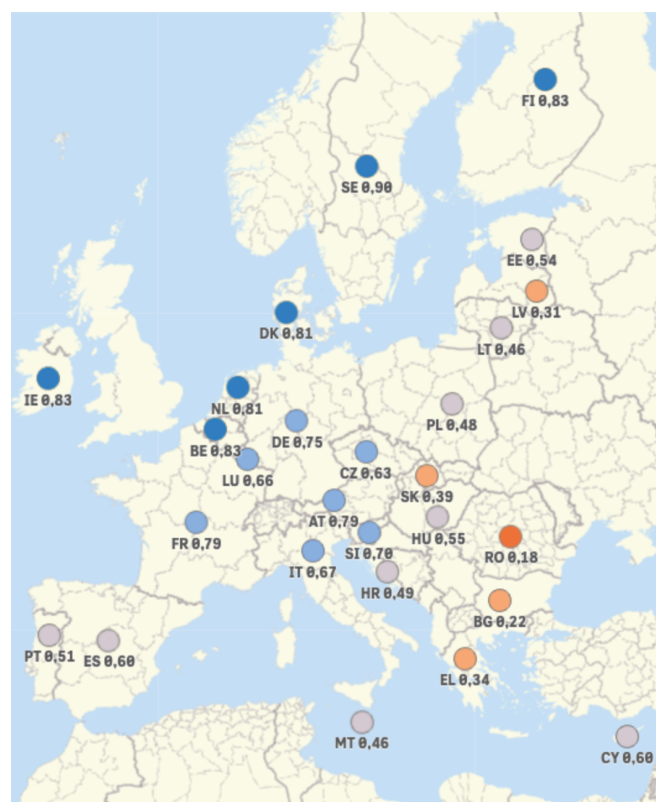 FI 0,83
SE 0,90
EE 0,54
LV 0,31
DK 0,81
LT 0,46
IE 0,83
NL 0,81
PL 0,48
DE 0,75
BE 0,83
CZ 0,63
LU 0,66
SK 0,39
AT 0,79
HU 0,55
FR 0,79
SI 0,70
RO 0,18
IT 0,67
HR 0,49
BG 0,22
PT 0,51
ES 0,60
EL 0,34
MT 0,46
CY 0,60